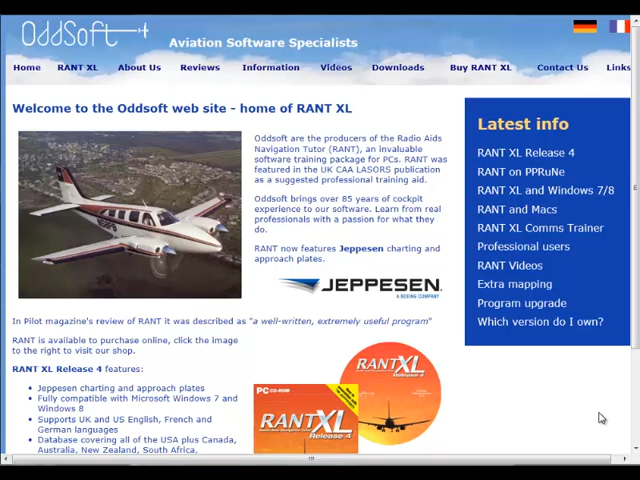 OddSoft
Aviation Software Specialists
Home RANT XL About Us Reviews Information Videos Downloads Buy RANT XL Contact Us Links
Welcome to the Oddsoft web site - home of RANT XL
Oddsoft are the producers of the Radio Aids
Navigation Tutor (RANT), an invaluable
software training package for PCs. RANT was
featured in the UK CAA LASORS publication
as a suggested professional training aid.
Oddsoft brings over 85 years of cockpit
experience to our software. Learn from real
professionals with a passion for what they
do.
RANT now features Jeppesen charting and
approach plates.
JEPPESEN.
A BOEING COMPANY
In Pilot magazine's review of RANT it was described as "a well-written, extremely useful program"
RANT is available to purchase online, click the image
to the right to visit our shop.
RANT XL Release 4 features:
• Jeppesen charting and approach plates
• Fully compatible with Microsoft Windows 7 and
Windows 8
• Supports UK and US English, French and
German languages
• Database covering all of the USA plus Canada,
Australia, New Zealand, South Africa,
PC CD-ROM
RANT XL
Release 4
RANT XL
Release 4
Latest info
RANT XL Release 4
RANT on PPRuNe
RANT XL and Windows 7/8
RANT and Macs
RANT XL Comms Trainer
Professional users
RANT Videos
Extra mapping
Program upgrade
Which version do I own?